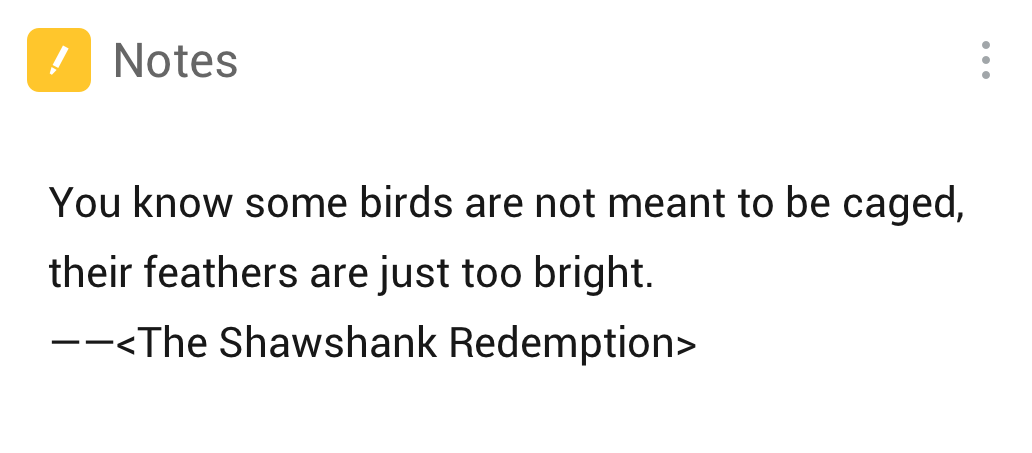 Notes
You know some birds are not meant to be caged,
their feathers are just too bright.
——<The Shawshank Redemption>